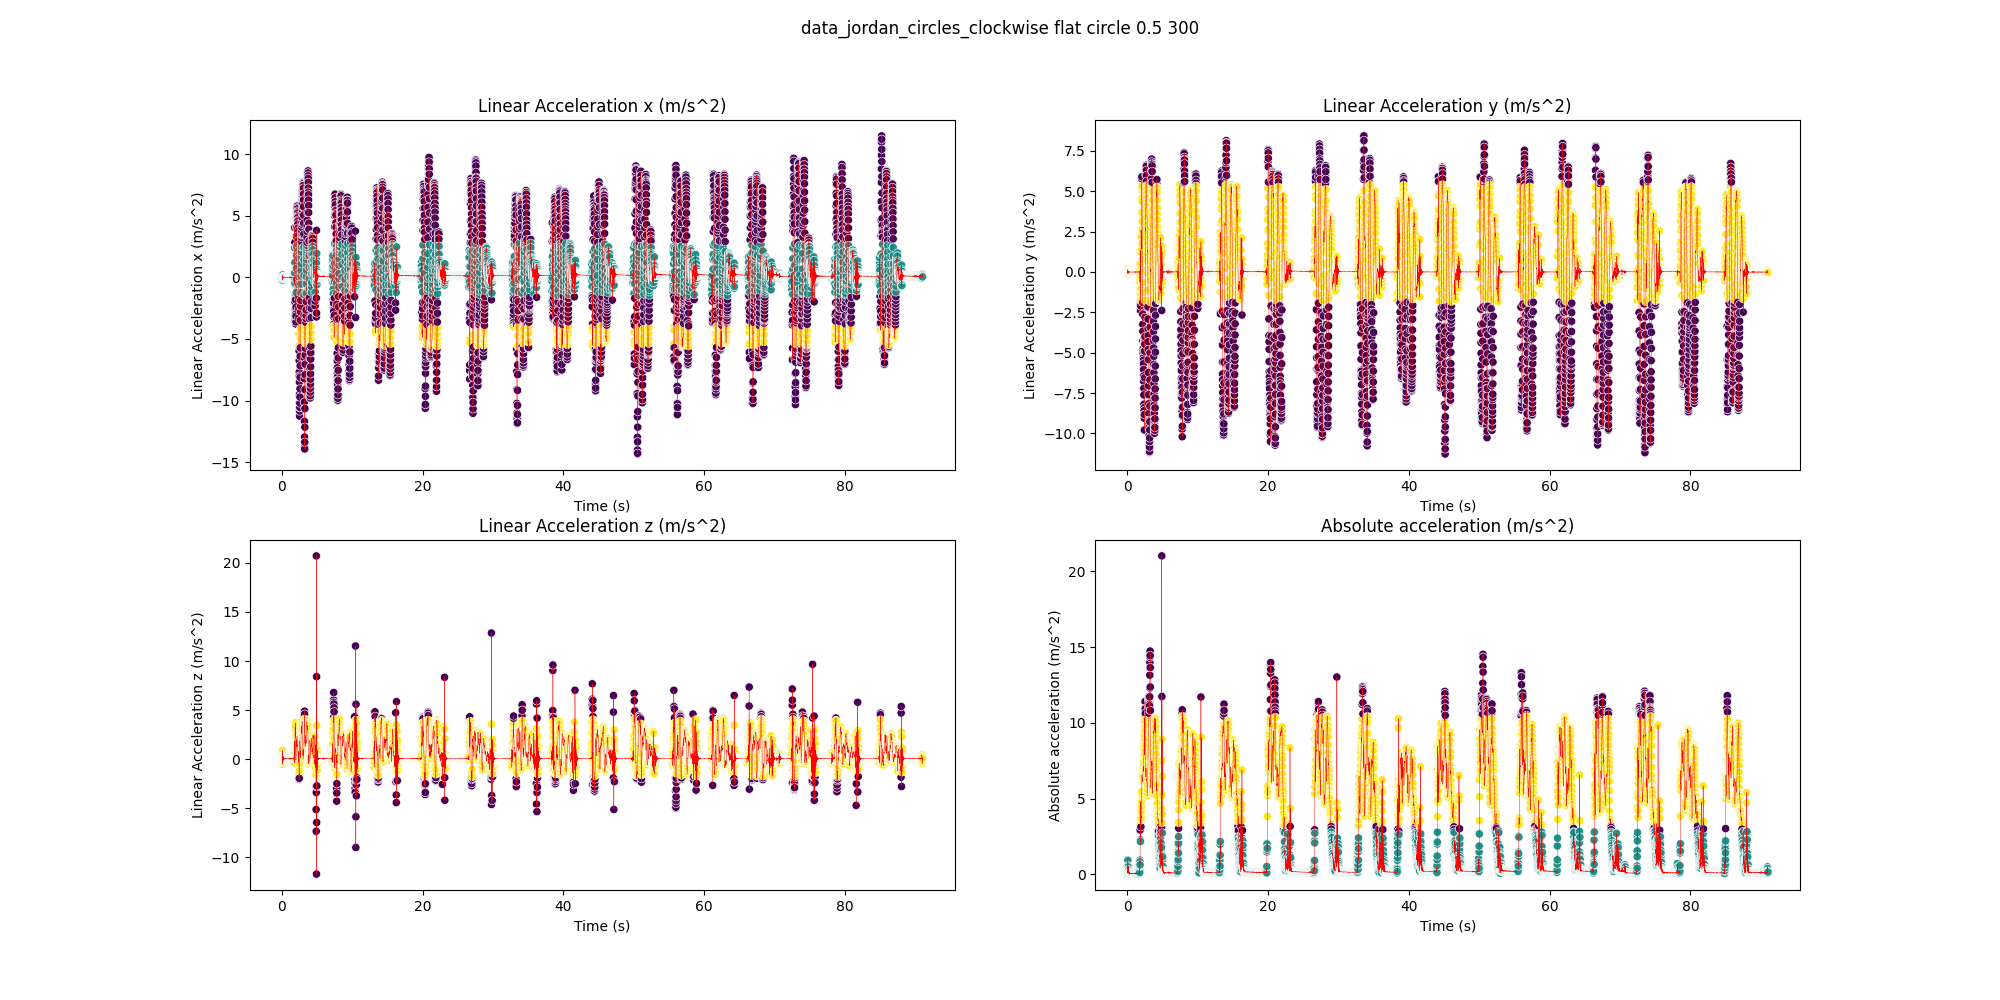 data_jordan_circles_clockwise flat circle 0.5 300
Linear Acceleration x (m/s^2)
Linear Acceleration x (m/s^2)
10
5
0
−5
−10
−15
0 20 40 60 80
Time (s)
Linear Acceleration y (m/s^2)
Linear Acceleration y (m/s^2)
7.5
5.0
2.5
0.0
−2.5
−5.0
−7.5
−10.0
0 20 40 60 80
Time (s)
Linear Acceleration z (m/s^2)
Linear Acceleration z (m/s^2)
20
15
10
5
0
−5
−10
0 20 40 60 80
Time (s)
Absolute acceleration (m/s^2)
Absolute acceleration (m/s^2)
20
15
10
5
0
0 20 40 60 80
Time (s)